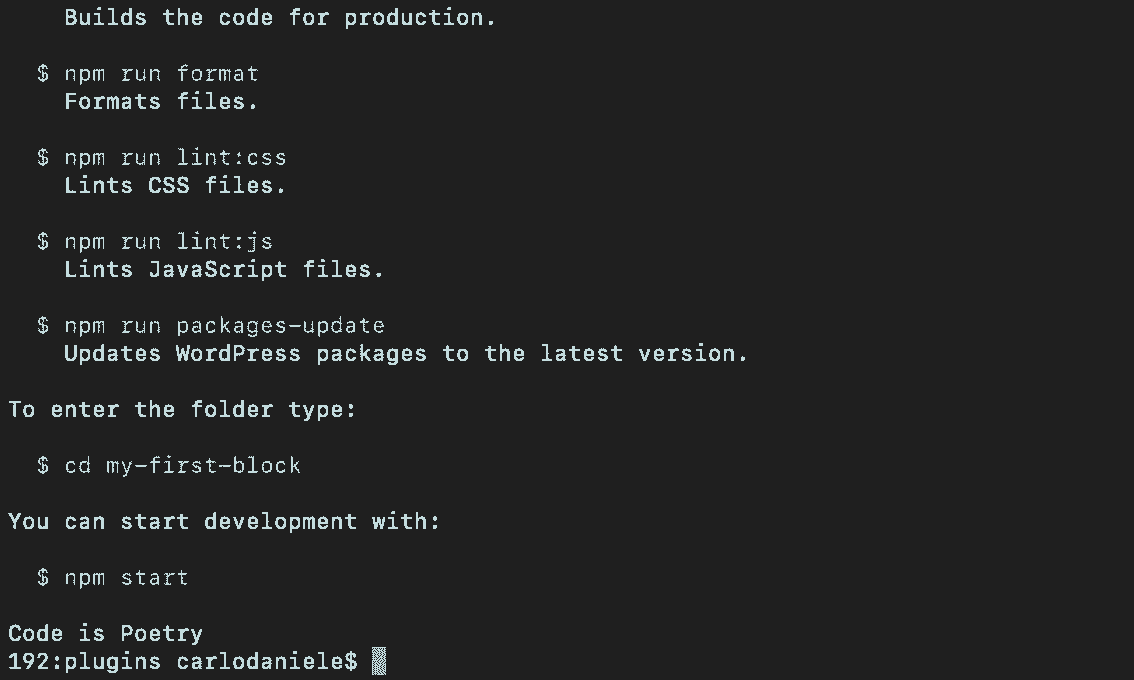 Builds the code for production.
$ npm run format
Formats files.
$ npm run lint:css
Lints CSS files.
$ npm run lint:js
Lints JavaScript files.
$ npm run packages-update
Updates WordPress packages to the latest version.
To enter the folder type:
$ cd my-first-block
You can start development with:
$ npm start
Code is Poetry
192:plugins carlodaniele$